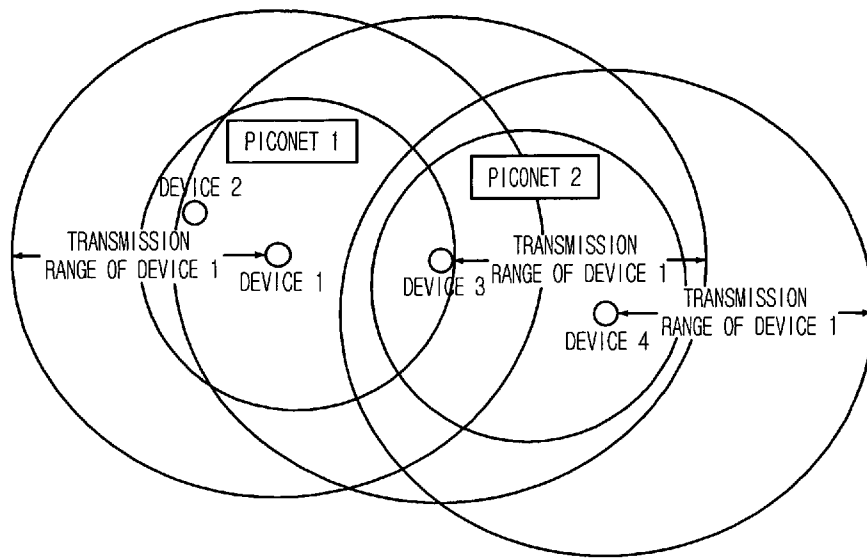 PICONET 1
PICONET 2
DEVICE 2
TRANSMISSION
RANGE OF DEVICE 1
DEVICE 1
DEVICE 3
TRANSMISSION
RANGE OF DEVICE 1
DEVICE 4
TRANSMISSION
RANGE OF DEVICE 1